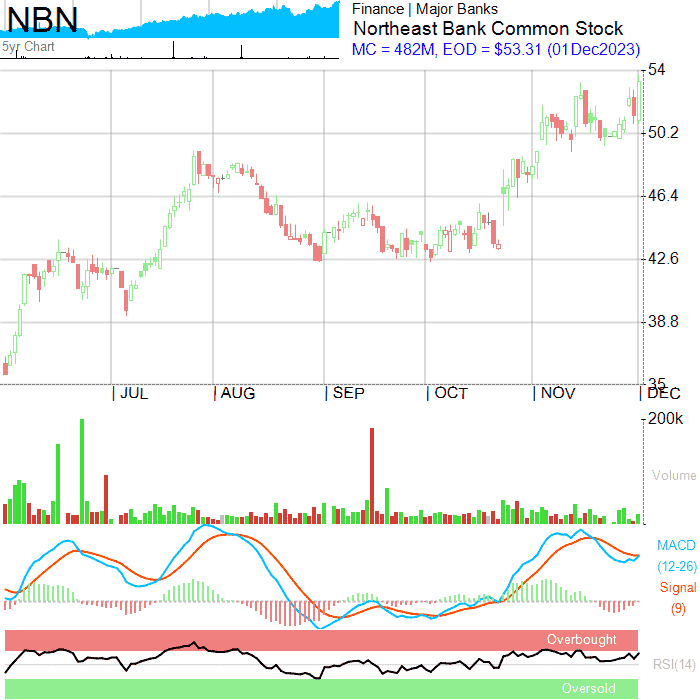 NBN
5yr Chart
Finance | Major Banks
Northeast Bank Common Stock
MC = 482M, EOD = $53.31 (01Dec2023)
54
50.2
46.4
42.6
38.8
35
JUL
AUG
SEP
OCT
NOV
DEC
200k
Volume
MACD
(12-26)
Signal
(9)
Overbought
RSI(14)
Oversold